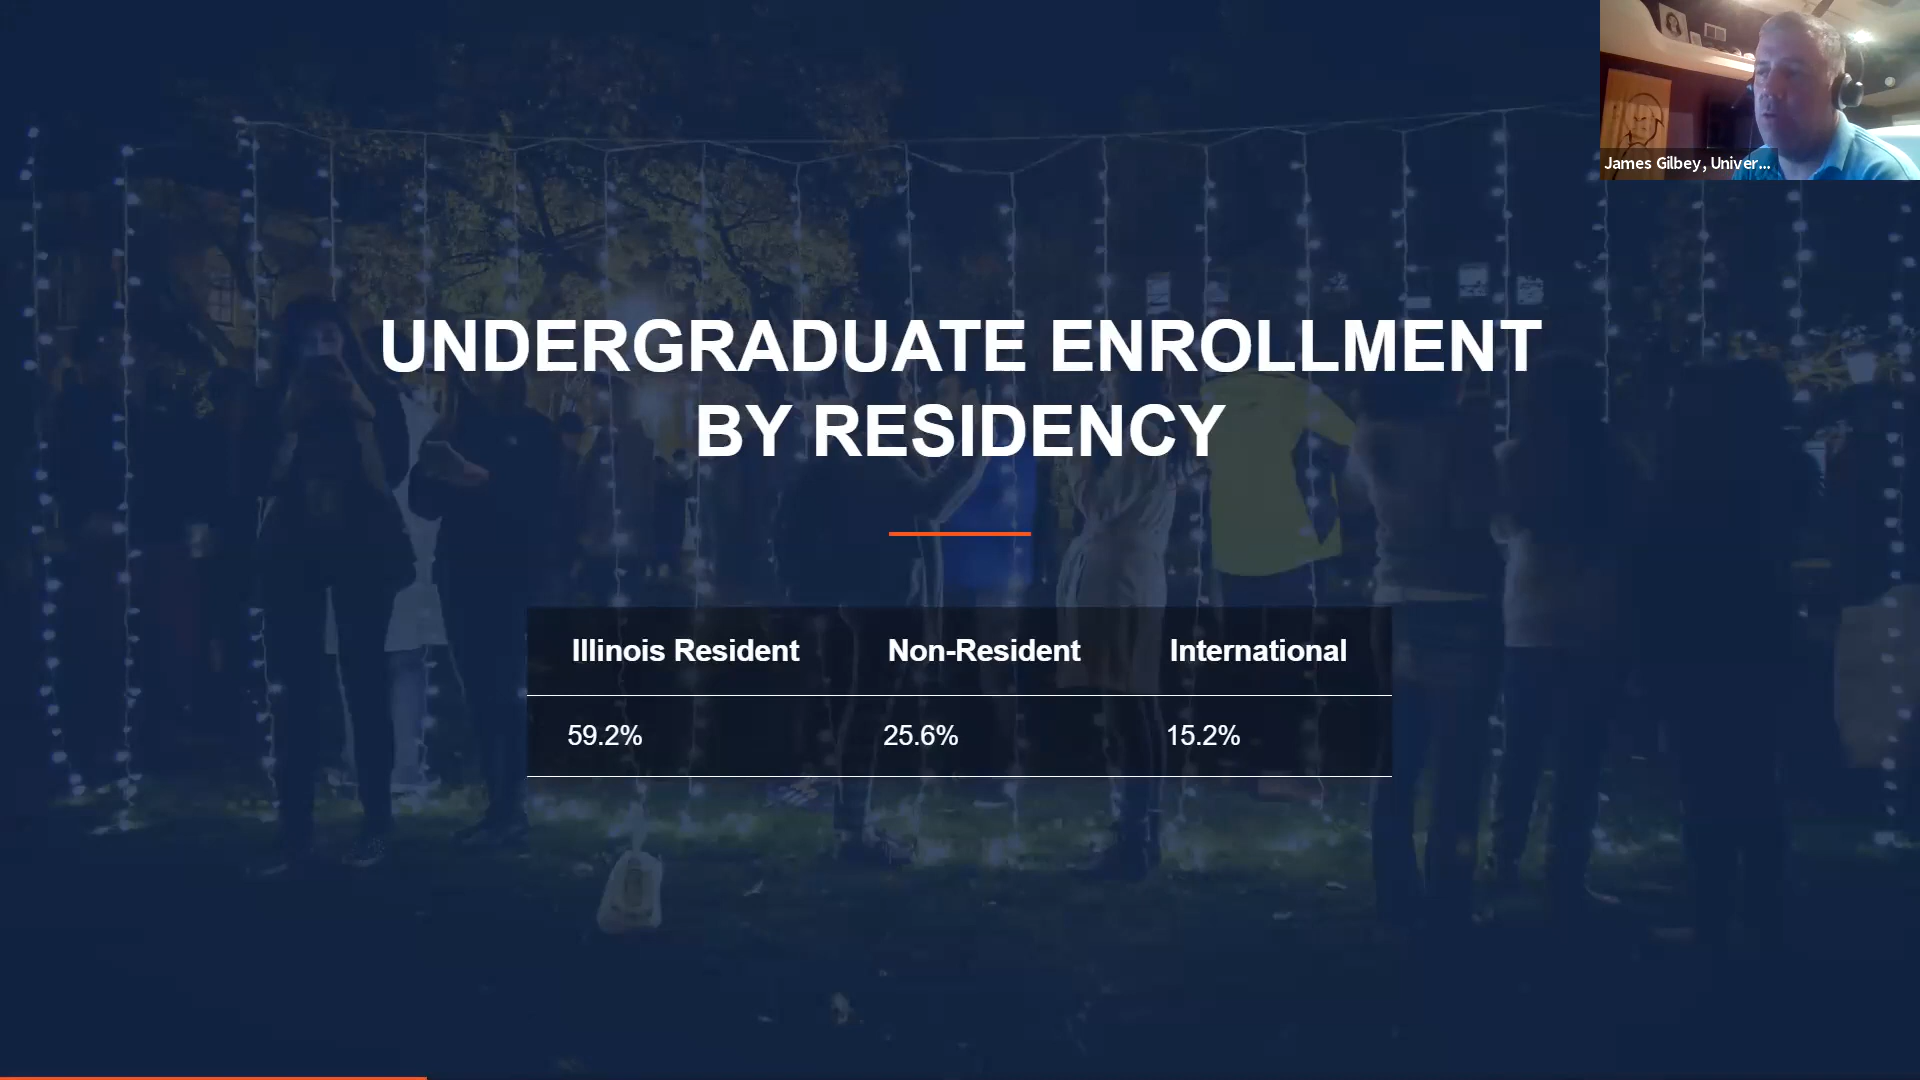 James Gilbey, Univer...
UNDERGRADUATE ENROLLMENT
BY RESIDENCY
Illinois Resident Non-Resident International
59.2% 25.6% 15.2%